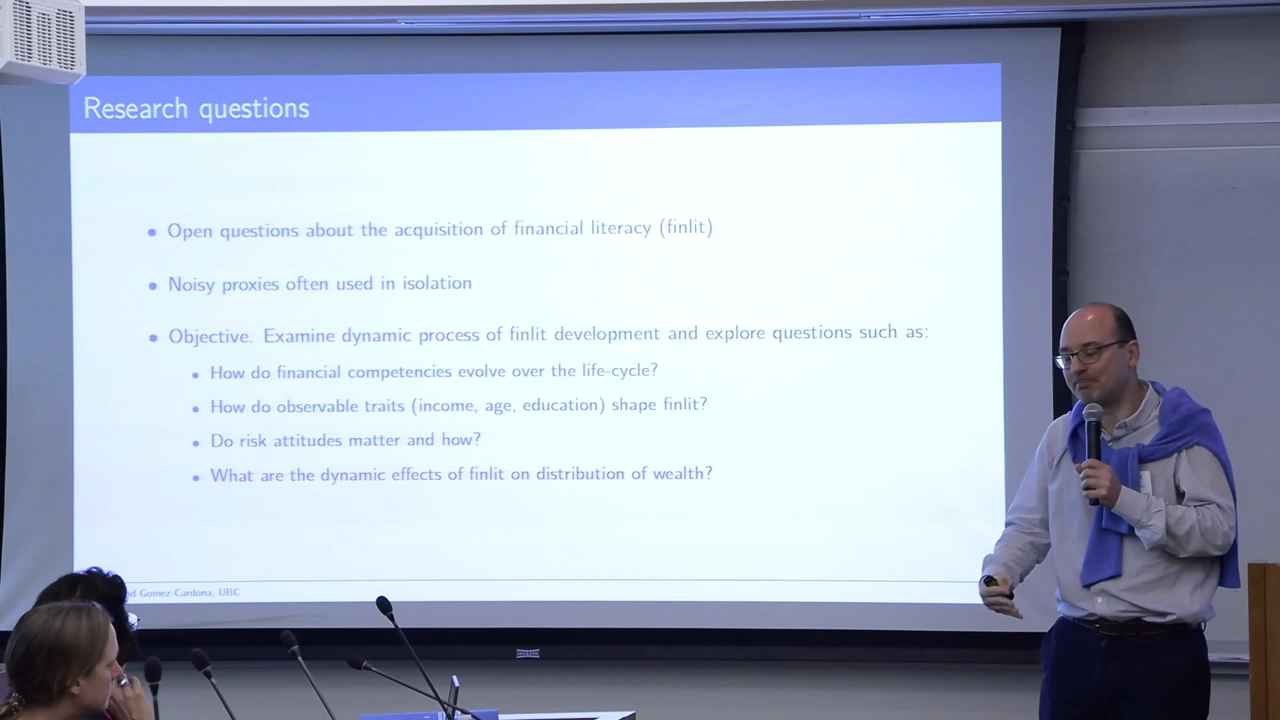 Research questions
Open questions about the acquisition of financial literacy (finlit)
Noisy proxies often used in isolation
Objective. Examine dynamic process of finlit development and explore questions such as:
How do financial competencies evolve over the life-cycle?
How do observable traits (income, age, education) shape finlit?
Do risk attitudes matter and how?
What are the dynamic effects of finlit on distribution of wealth?
Gomez-Cardona, UBC